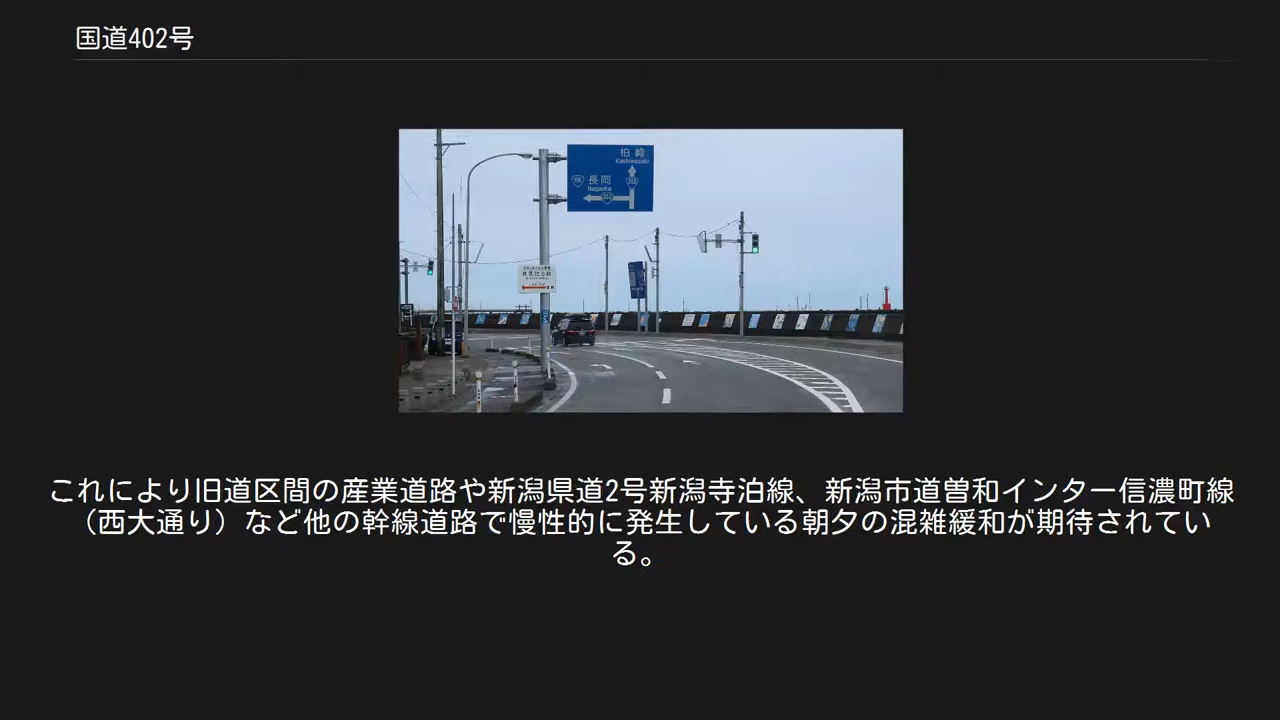 国道402号
柏崎
Kashiwazaki
長岡
Nagaoka
352
これにより旧道区間の産業道路や新潟県道2号新潟寺泊線、新潟市道曽和インター信濃町線
（西大通り）など他の幹線道路で慢性的に発生している朝夕の混雑緩和が期待されてい
る。